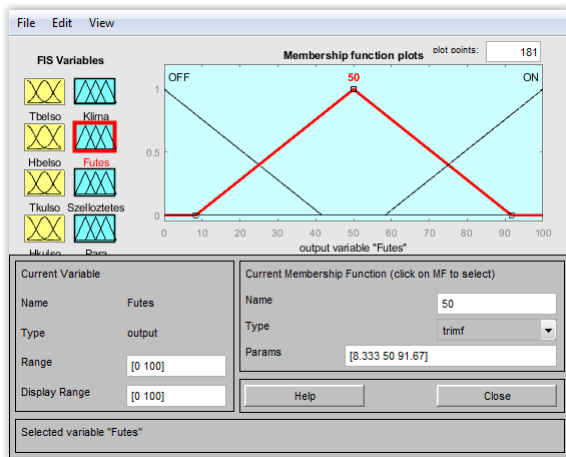 File Edit View
FIS Variables
Tbelso Klima
Hbelso Futes
Tkulso Szelloztetes
Hkulso Para
Membership function plots plot points: 181
OFF 50 ON
1
0.5
0
0 10 20 30 40 50 60 70 80 90 100
output variable "Futes"
Current Variable
Name Futes
Type output
Range [0 100]
Display Range [0 100]
Current Membership Function (click on MF to select)
Name 50
Type trimf
Params [8.333 50 91.67]
Help Close
Selected variable "Futes"